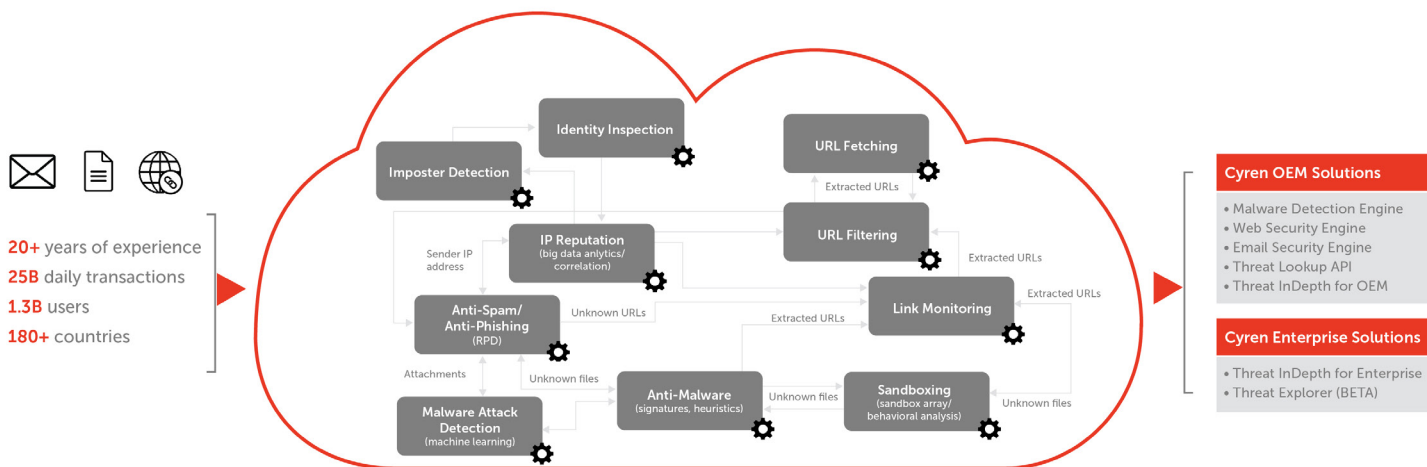 20+ years of experience
25B daily transactions
1.3B users
180+ countries
Identity Inspection
Imposter Detection
URL Fetching
Extracted URLs
IP Reputation
(big data anlytics/
correlation)
URL Filtering
Sender IP
address
Extracted URLs
Anti-Spam/
Anti-Phishing
(RPD)
Unknown URLs
Link Monitoring
Extracted URLs
Extracted URLs
Attachments
Unknown files
Anti-Malware
(signatures, heuristics)
Unknown files
Sandboxing
(sandbox array/
behavioral analysis)
Unknown files
Malware Attack
Detection
(machine learning)
Cyren OEM Solutions
• Malware Detection Engine
• Web Security Engine
• Email Security Engine
• Threat Lookup API
• Threat InDepth for OEM
Cyren Enterprise Solutions
• Threat InDepth for Enterprise
• Threat Explorer (BETA)